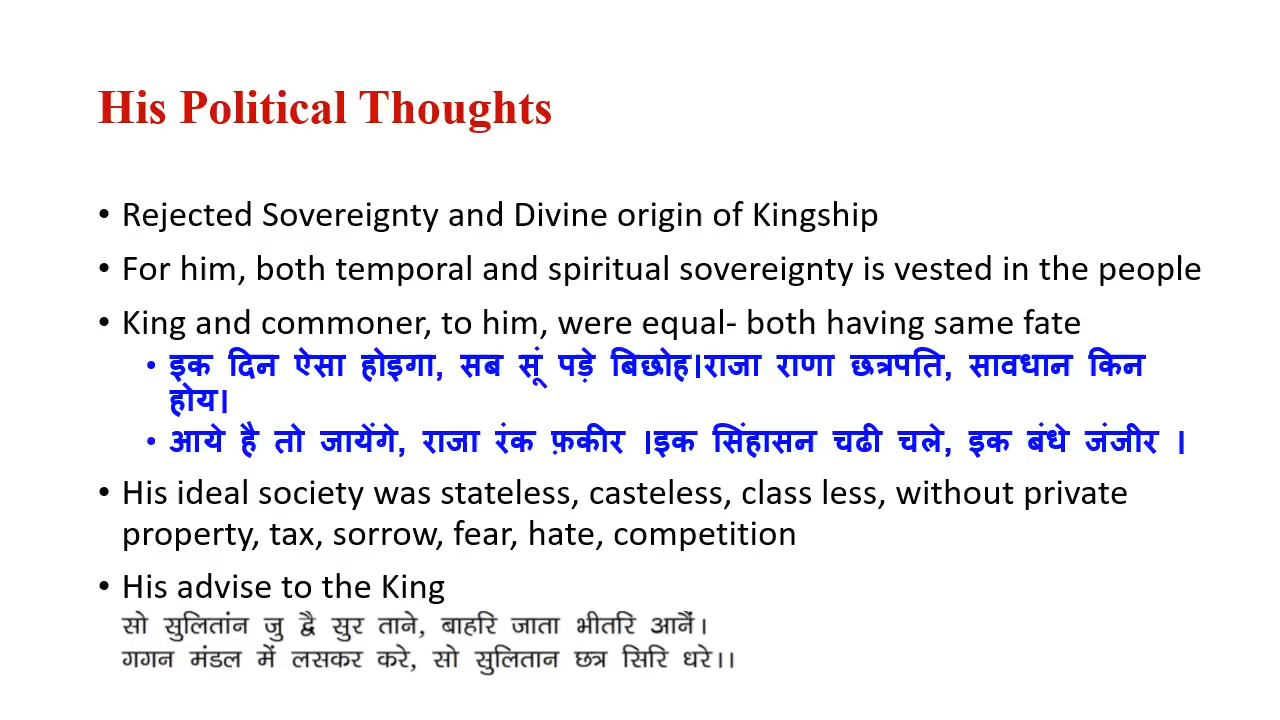 His Political Thoughts
• Rejected Sovereignty and Divine origin of Kingship
• For him, both temporal and spiritual sovereignty is vested in the people
• King and commoner, to him, were equal- both having same fate
• इक दिन ऐसा होइगा, सब सूं पड़े बिछोह।राजा राणा छत्रपति, सावधान किन
होय।
• आये है तो जायेंगे, राजा रंक फ़कीर ।इक सिंहासन चढी चले, इक बंधे जंजीर ।
• His ideal society was stateless, casteless, class less, without private
property, tax, sorrow, fear, hate, competition
• His advise to the King
सो सुलितांन जु द्वै सुर ताने, बाहरि जाता भीतरि आनैं।
गगन मंडल में लसकर करे, सो सुलितान छत्र सिरि धरे।।